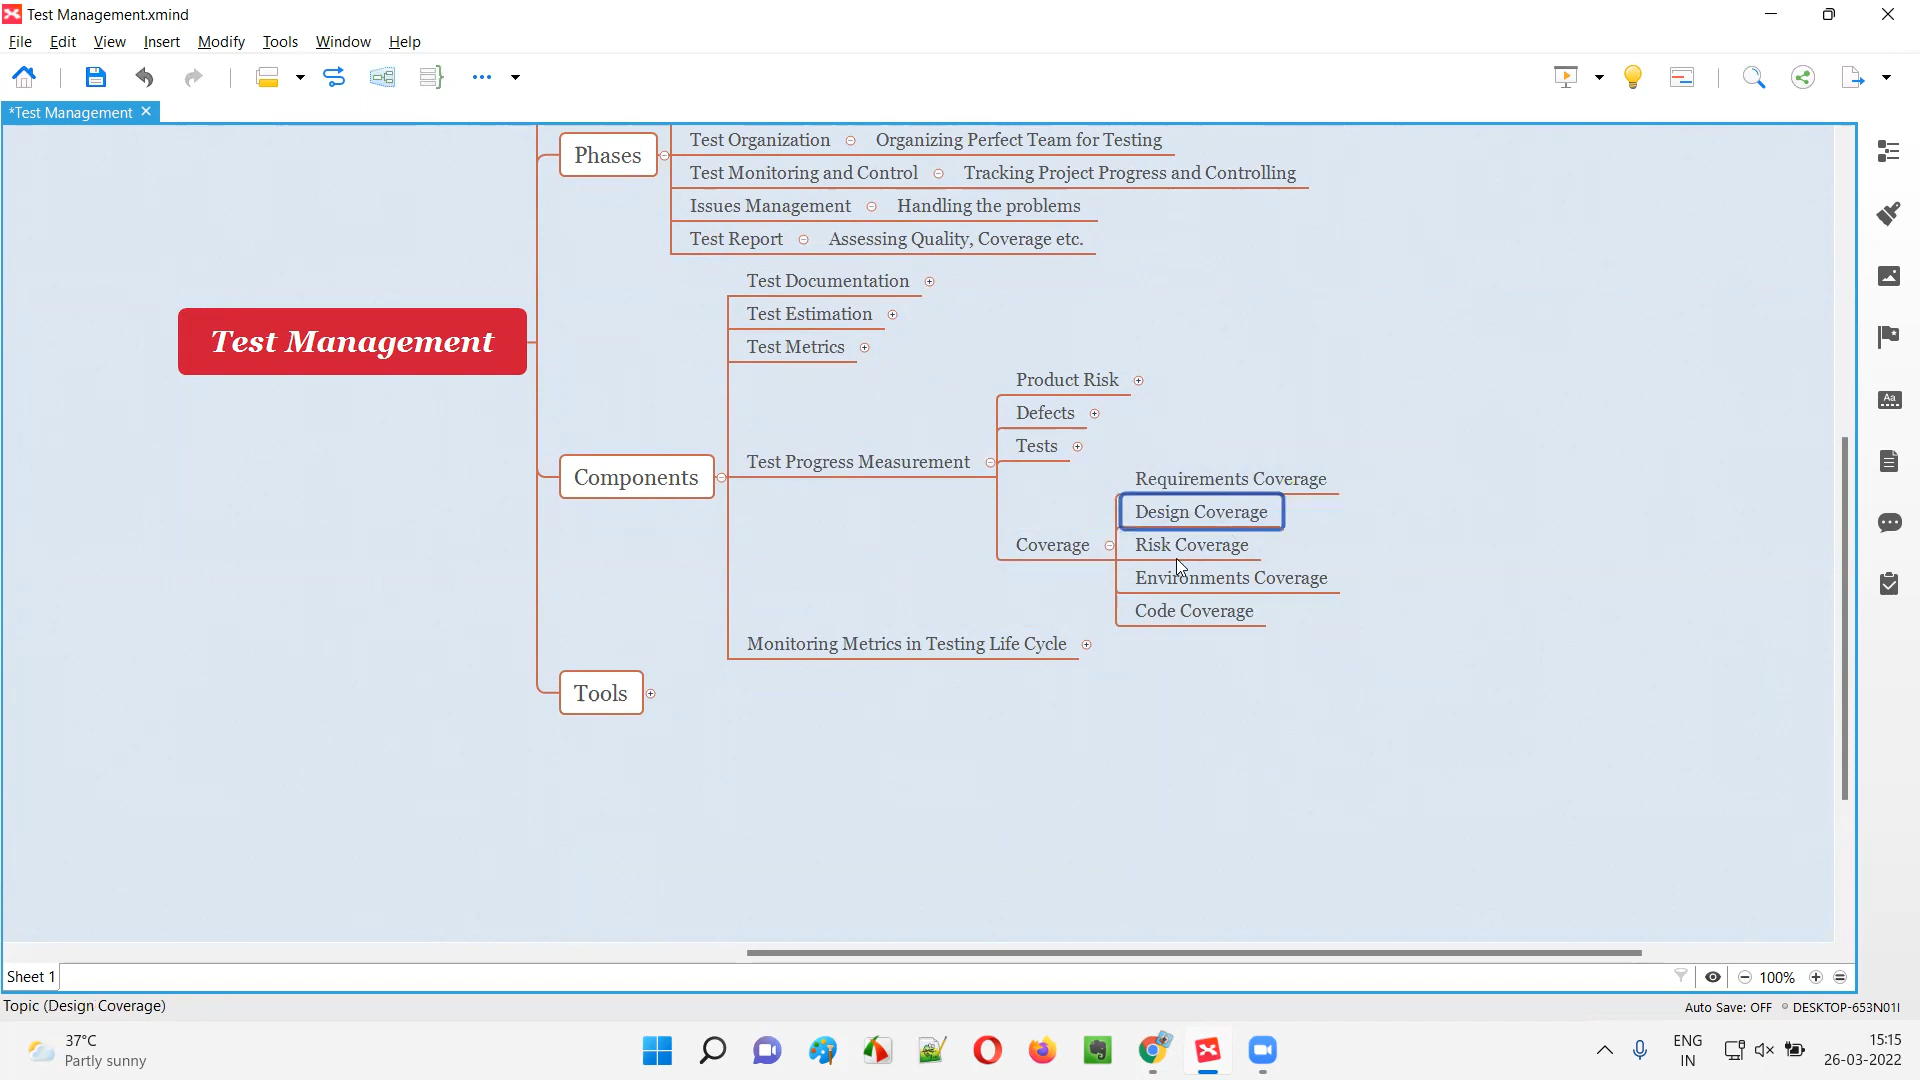 Test Management.xmind
File Edit View Insert Modify Tools Window Help
*Test Management
Phases
Test Organization Organizing Perfect Team for Testing
Test Monitoring and Control Tracking Project Progress and Controlling
Issues Management Handling the problems
Test Report Assessing Quality, Coverage etc.
Test Management
Components
Test Documentation
Test Estimation
Test Metrics
Test Progress Measurement
Product Risk
Defects
Tests
Coverage
Requirements Coverage
Design Coverage
Risk Coverage
Environments Coverage
Code Coverage
Monitoring Metrics in Testing Life Cycle
Tools
Aa
Sheet 1
100%
Topic (Design Coverage)
Auto Save: OFF DESKTOP-653N01I
37°C
Partly sunny
ENG
IN
15:15
26-03-2022